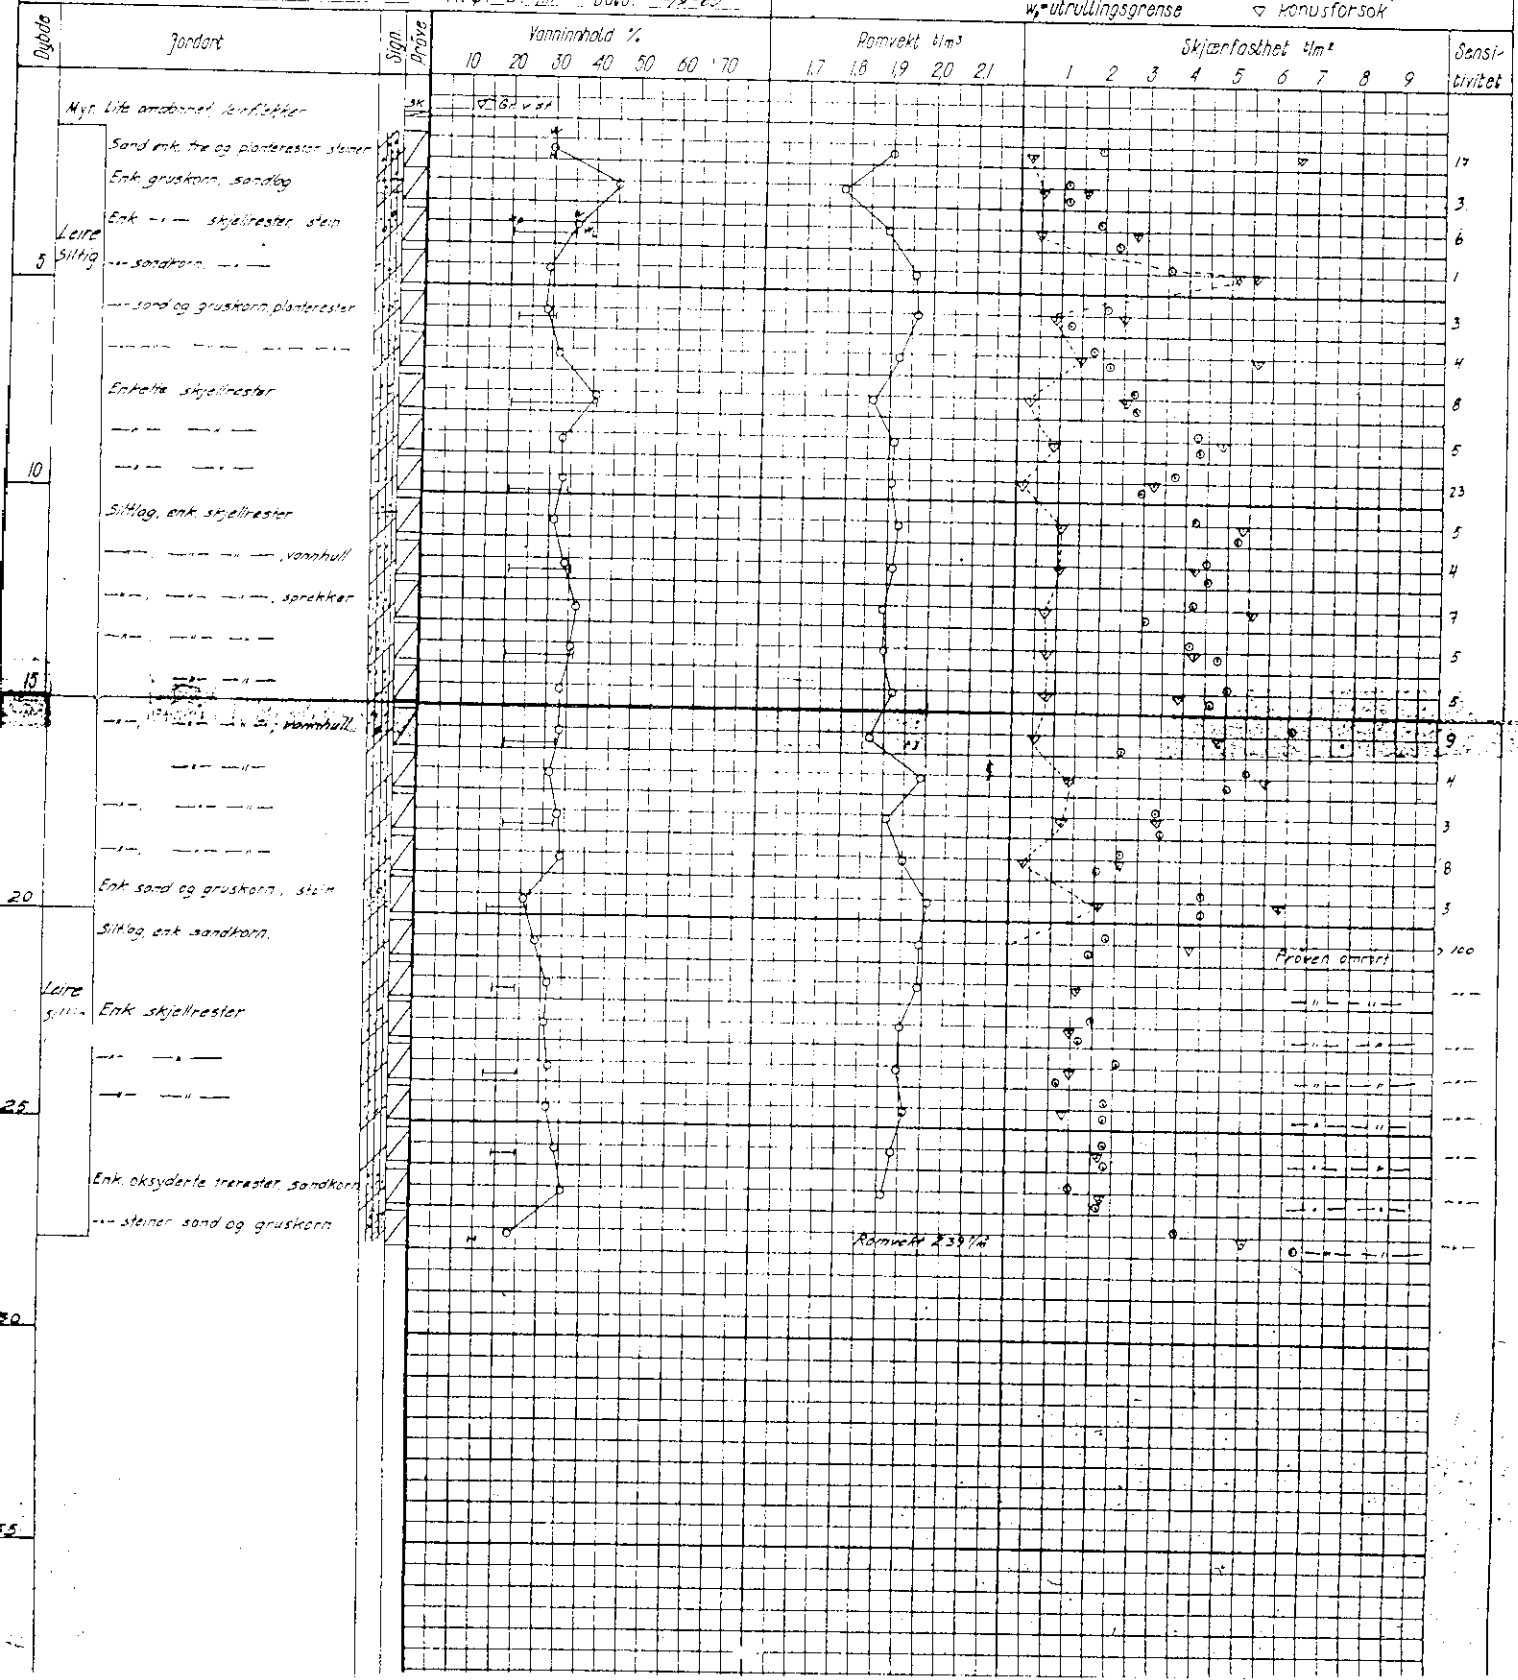 w,=utrullingsgrense ▽ Konusforsøk
Dybde Jordart Sign. Prøve Vanninnhold % Romvekt t/m³ Skjærfasthet t/m² Sensi-
tivitet
10 20 30 40 50 60 70 1,7 1,8 1,9 2,0 2,1 1 2 3 4 5 6 7 8 9
Myr. Lite omdannet, leirflekker
Sand enk. tre og planterester steiner 17
Enk. gruskorn, sandlag 3
Enk. -"- skjellrester, stein 6
Leire
siltig
5 -"- sandkorn, -"- 1
-"- sand og gruskorn, planterester 3
4
Enkelte skjellrester 8
-"- -"- 5
10 -"- -"- 23
Siltlag, enk. skjellrester 5
-"-, -"- -"-, vannhull 4
-"-, -"- -"-, sprekker 7
-"-, -"- -"- 5
15 -"- -"- 5
-"-, -"- -"-, vannhull 9
-"- -"- 4
-"-, -"- -"- 3
-"-, -"- -"- 8
20 Enk. sand og gruskorn, stein 3
Siltlag, enk. sandkorn. Prøven omrørt >100
Leire
Enk. skjellrester -"- -"-
-"- -"-
-"- -"-
25
Enk. oksyderte trerester, sandkorn
-"- steiner sand og gruskorn
Romvekt 2.39 t/m³
30